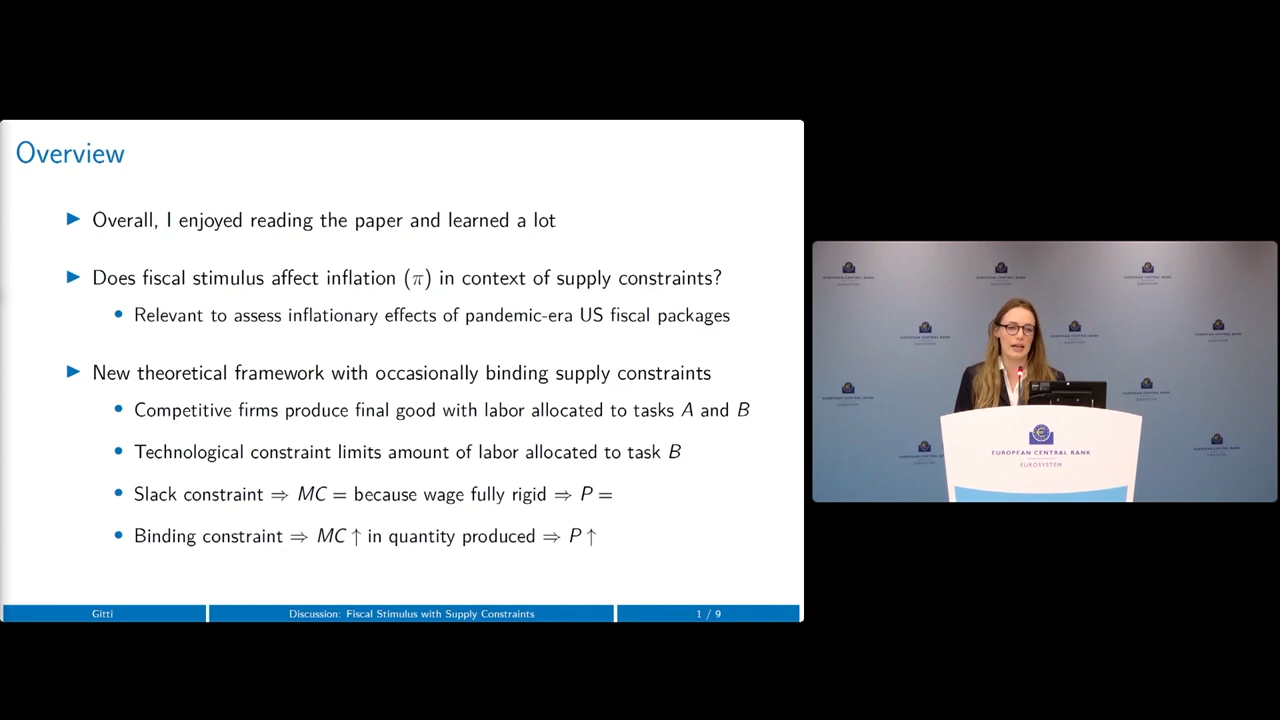 Overview
▶ Overall, I enjoyed reading the paper and learned a lot
▶ Does fiscal stimulus affect inflation (π) in context of supply constraints?
• Relevant to assess inflationary effects of pandemic-era US fiscal packages
▶ New theoretical framework with occasionally binding supply constraints
• Competitive firms produce final good with labor allocated to tasks A and B
• Technological constraint limits amount of labor allocated to task B
• Slack constraint ⇒ MC = because wage fully rigid ⇒ P =
• Binding constraint ⇒ MC ↑ in quantity produced ⇒ P ↑
Gitti
Discussion: Fiscal Stimulus with Supply Constraints
1 / 9
EUROPEAN CENTRAL BANK
EUROSYSTEM